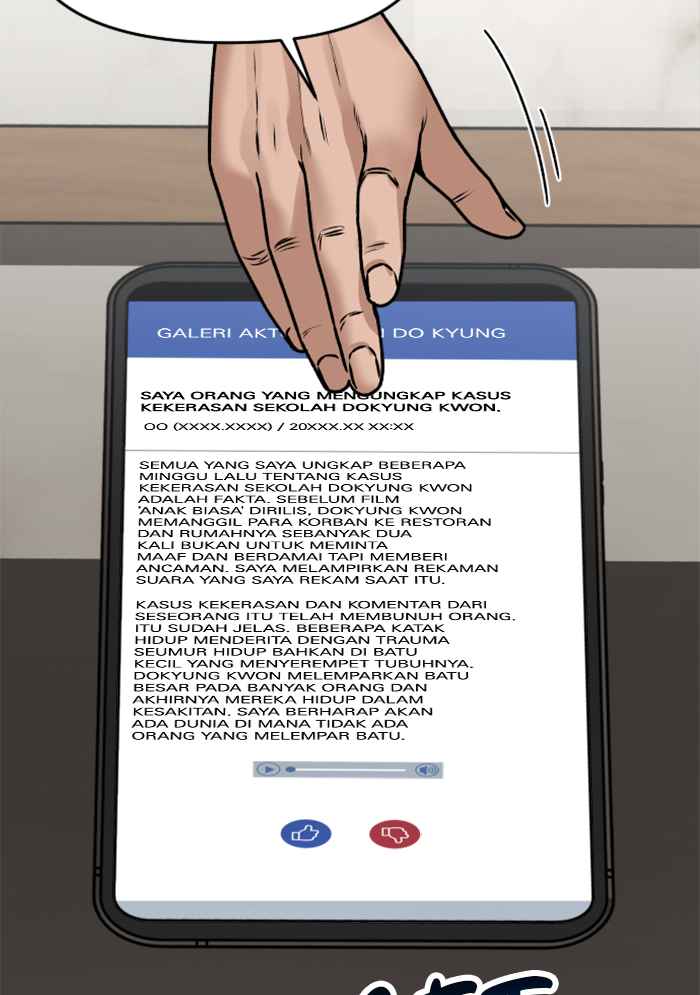 GALERI AKT DO KYUNG
SAYA ORANG YANG MENGUNGKAP KASUS
KEKERASAN SEKOLAH DOKYUNG KWON.
OO (XXXX.XXXX) / 20XXX.XX XX:XX
SEMUA YANG SAYA UNGKAP BEBERAPA
MINGGU LALU TENTANG KASUS
KEKERASAN SEKOLAH DOKYUNG KWON
ADALAH FAKTA. SEBELUM FILM
'ANAK BIASA' DIRILIS, DOKYUNG KWON
MEMANGGIL PARA KORBAN KE RESTORAN
DAN RUMAHNYA SEBANYAK DUA
KALI BUKAN UNTUK MEMINTA
MAAF DAN BERDAMAI TAPI MEMBERI
ANCAMAN. SAYA MELAMPIRKAN REKAMAN
SUARA YANG SAYA REKAM SAAT ITU.
KASUS KEKERASAN DAN KOMENTAR DARI
SESEORANG ITU TELAH MEMBUNUH ORANG.
ITU SUDAH JELAS. BEBERAPA KATAK
HIDUP MENDERITA DENGAN TRAUMA
SEUMUR HIDUP BAHKAN DI BATU
KECIL YANG MENYEREMPET TUBUHNYA.
DOKYUNG KWON MELEMPARKAN BATU
BESAR PADA BANYAK ORANG DAN
AKHIRNYA MEREKA HIDUP DALAM
KESAKITAN. SAYA BERHARAP AKAN
ADA DUNIA DI MANA TIDAK ADA
ORANG YANG MELEMPAR BATU.